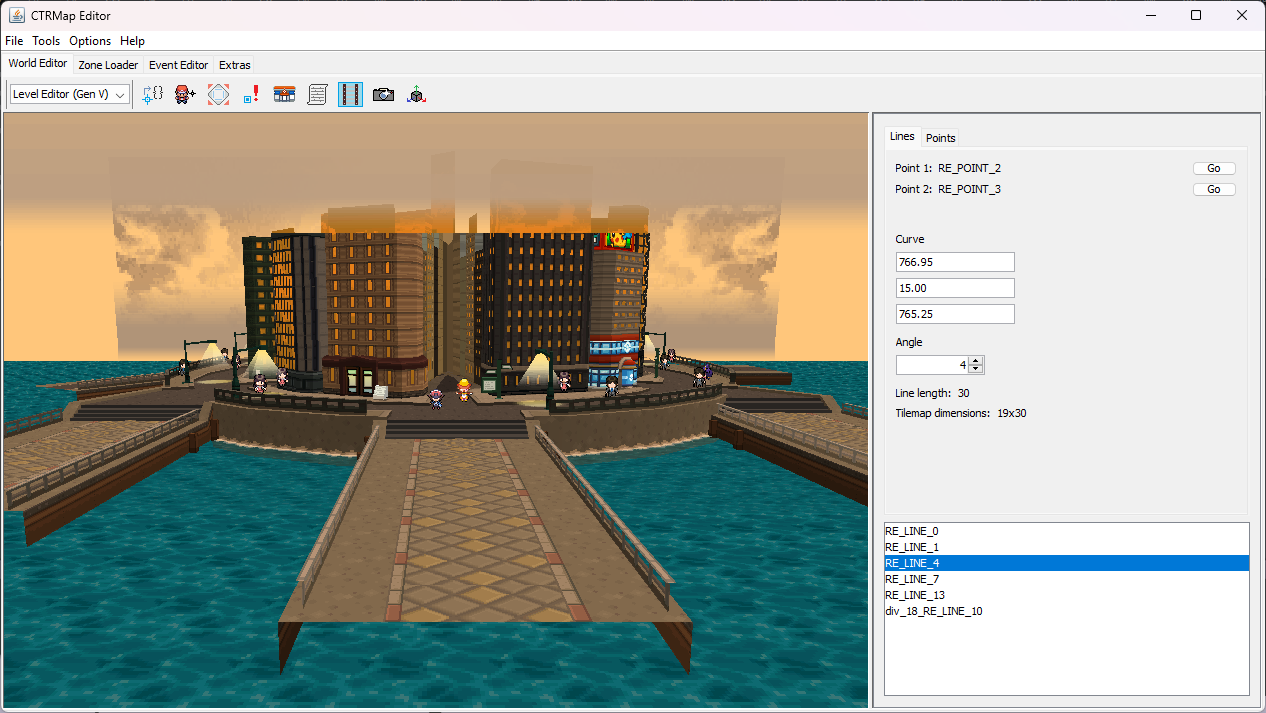 CTRMap Editor
File Tools Options Help
World Editor Zone Loader Event Editor Extras
Level Editor (Gen V)
Lines Points
Point 1: RE_POINT_2 Go
Point 2: RE_POINT_3 Go
Curve
766.95
15.00
765.25
Angle
4
Line length: 30
Tilemap dimensions: 19x30
RE_LINE_0
RE_LINE_1
RE_LINE_4
RE_LINE_7
RE_LINE_13
div_18_RE_LINE_10